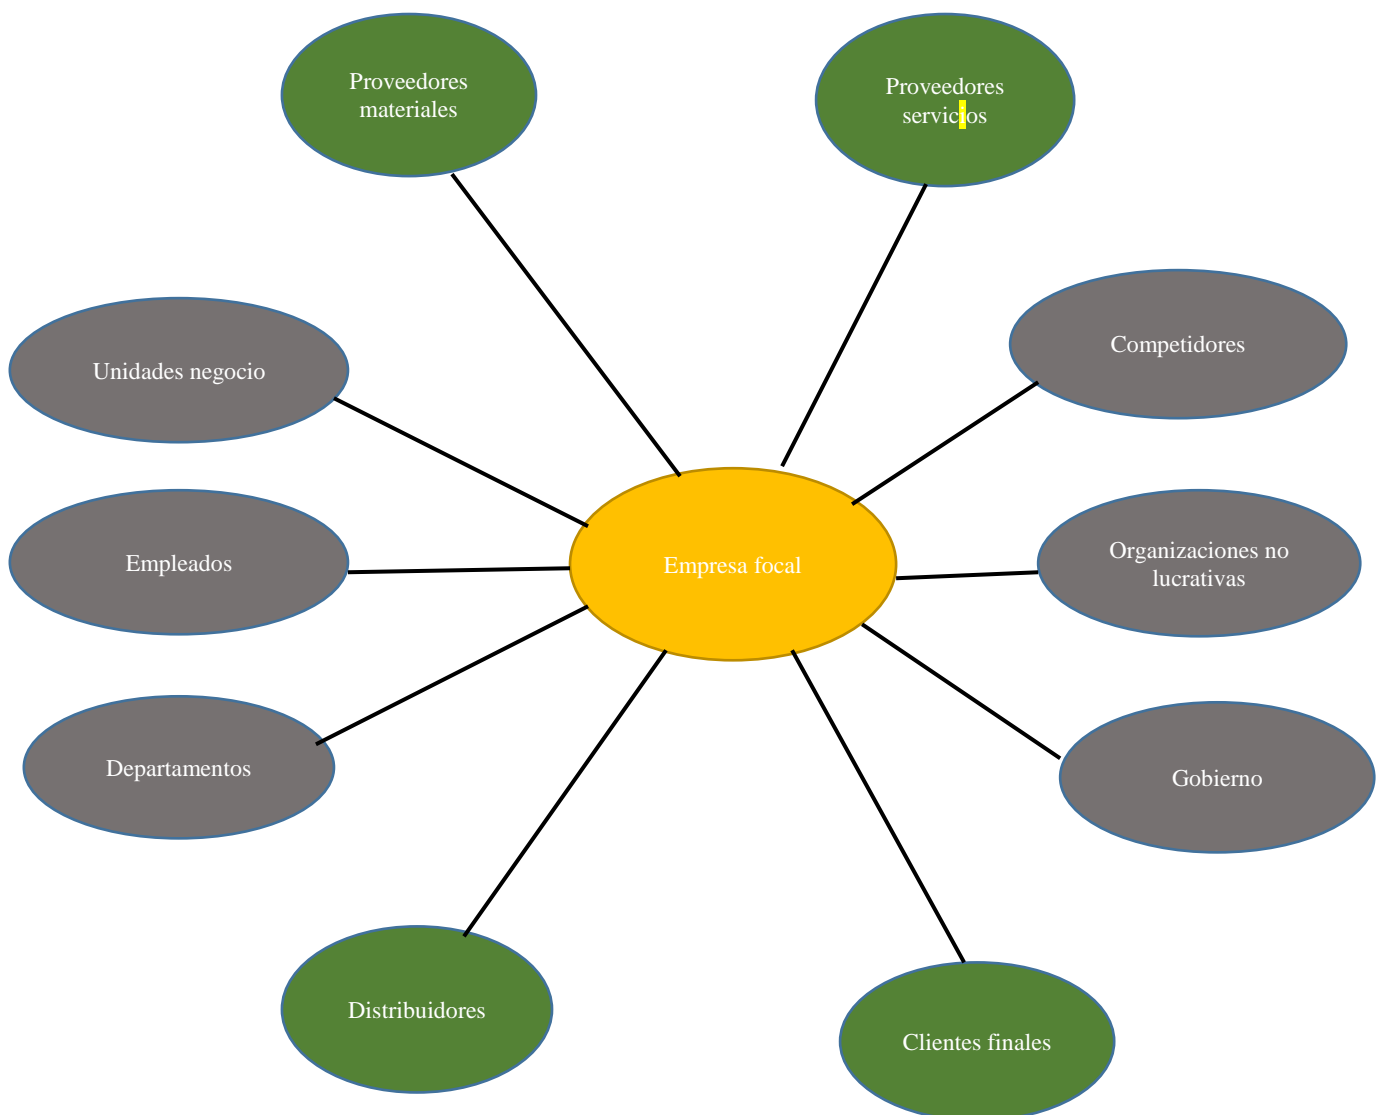 Proveedores
materiales
Proveedores
servicios
Competidores
Unidades negocio
Organizaciones no
lucrativas
Empleados
Empresa focal
Departamentos
Gobierno
Distribuidores
Clientes finales